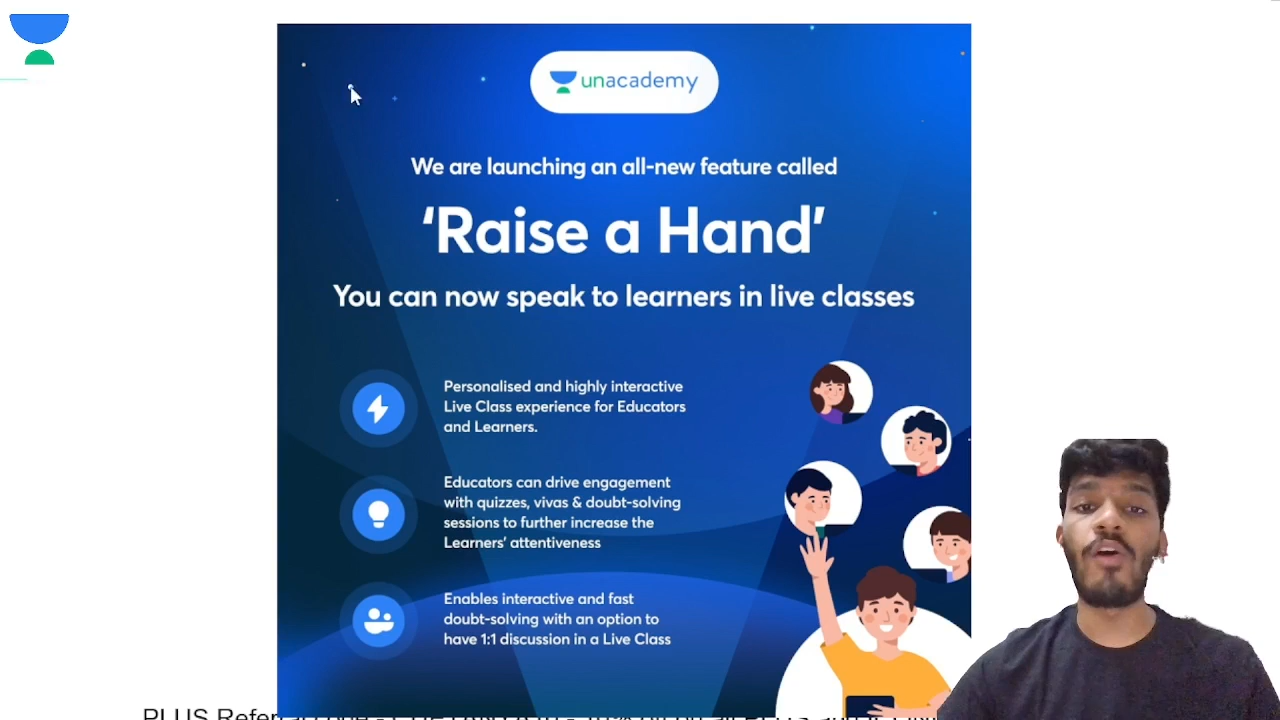 unacademy
We are launching an all-new feature called
‘Raise a Hand’
You can now speak to learners in live classes
Personalised and highly interactive
Live Class experience for Educators
and Learners.
Educators can drive engagement
with quizzes, vivas & doubt-solving
sessions to further increase the
Learners’ attentiveness
Enables interactive and fast
doubt-solving with an option to
have 1:1 discussion in a Live Class
PLUS Referral